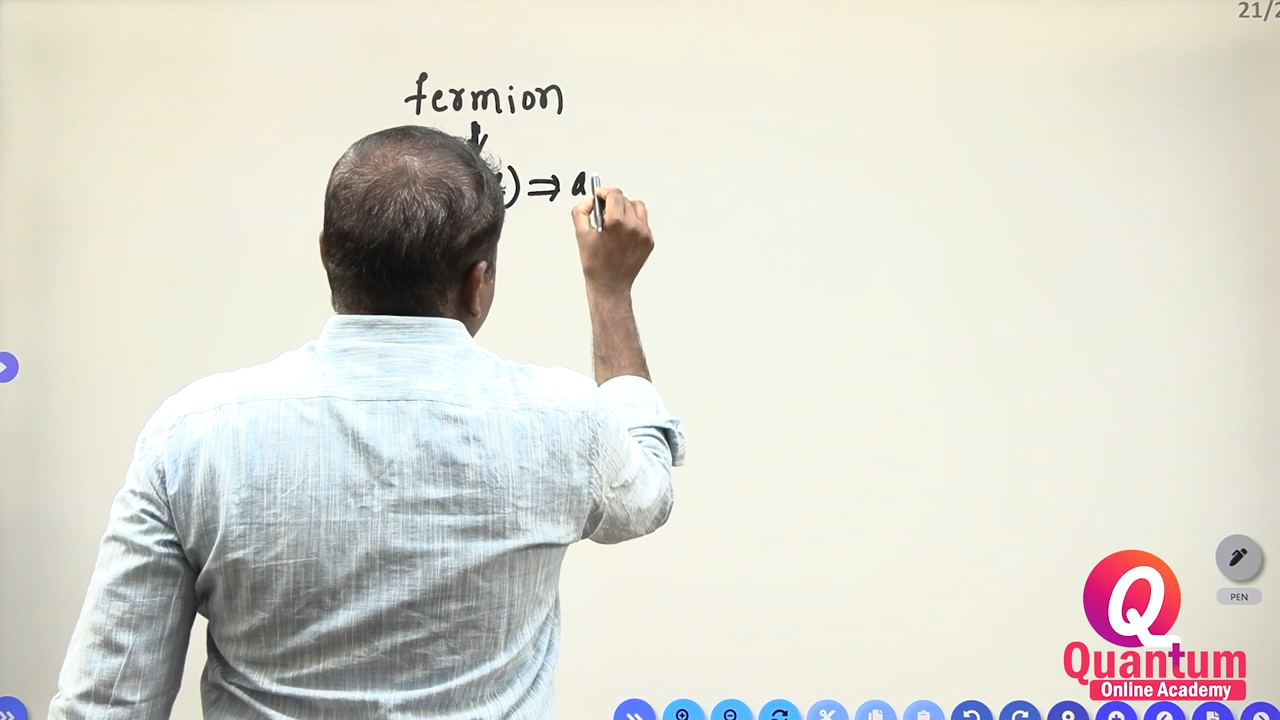 21/2
fermion
) ⇒ a
PEN
Quantum
Online Academy